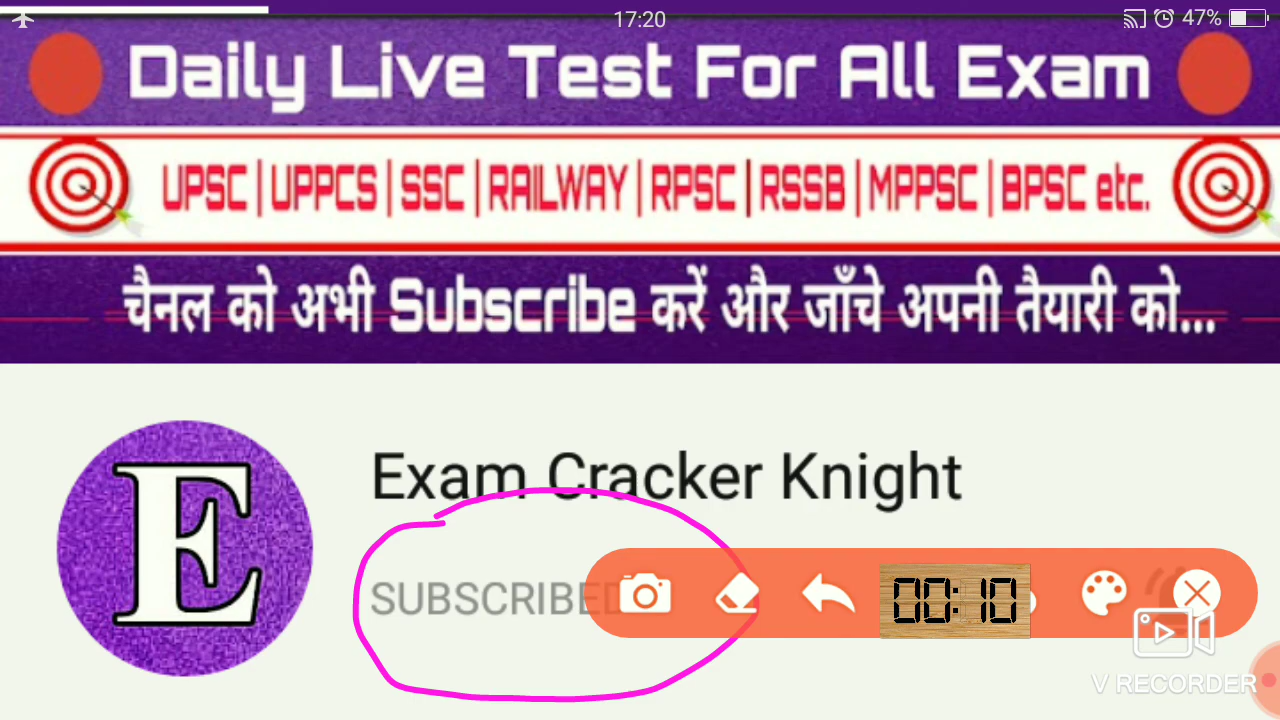 17:20
47%
Daily Live Test For All Exam
UPSC | UPPCS | SSC | RAILWAY | RPSC | RSSB | MPPSC | BPSC etc.
चैनल को अभी Subscribe करें और जाँचे अपनी तैयारी को...
E
Exam Cracker Knight
SUBSCRIBED
00:10
V RECORDER